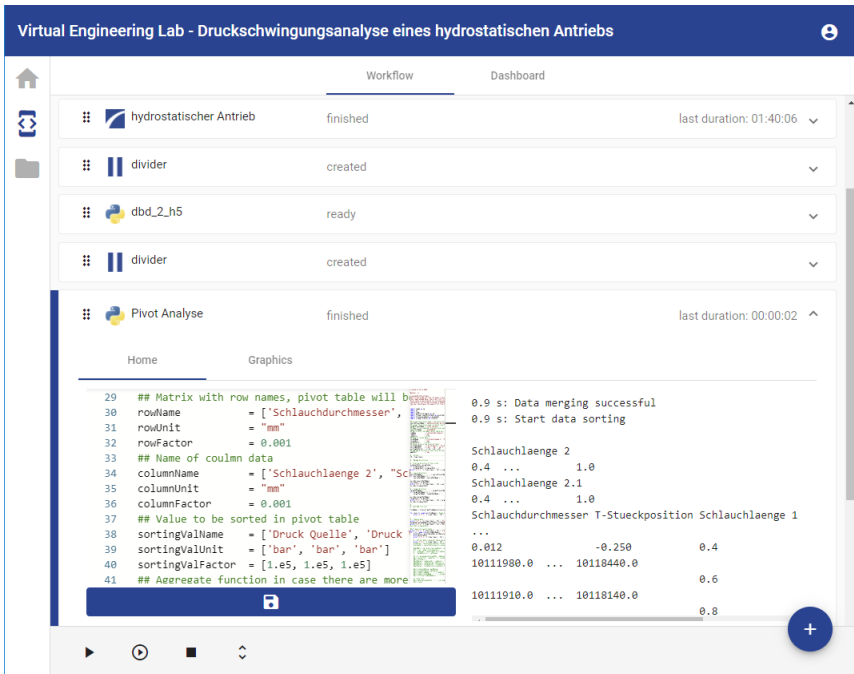 Virtual Engineering Lab - Druckschwingungsanalyse eines hydrostatischen Antriebs
Workflow Dashboard
hydrostatischer Antrieb finished last duration: 01:40:06
divider created
dbd_2_h5 ready
divider created
Pivot Analyse finished last duration: 00:00:02
Home Graphics
29 ## Matrix with row names, pivot table will b
30 rowName = ['Schlauchdurchmesser',
31 rowUnit = "mm"
32 rowFactor = 0.001
33 ## Name of coulmn data
34 columnName = ['Schlauchlaenge 2', "Sc
35 columnUnit = "mm"
36 columnFactor = 0.001
37 ## Value to be sorted in pivot table
38 sortingValName = ['Druck Quelle', 'Druck
39 sortingValUnit = ['bar', 'bar', 'bar']
40 sortingValFactor = [1.e5, 1.e5, 1.e5]
41 ## Aggregate function in case there are more
0.9 s: Data merging successful
0.9 s: Start data sorting
Schlauchlaenge 2
0.4 ... 1.0
Schlauchlaenge 2.1
0.4 ... 1.0
Schlauchdurchmesser T-Stueckposition Schlauchlaenge 1
...
0.012 -0.250 0.4
10111980.0 ... 10118440.0
0.6
10111910.0 ... 10118140.0
0.8